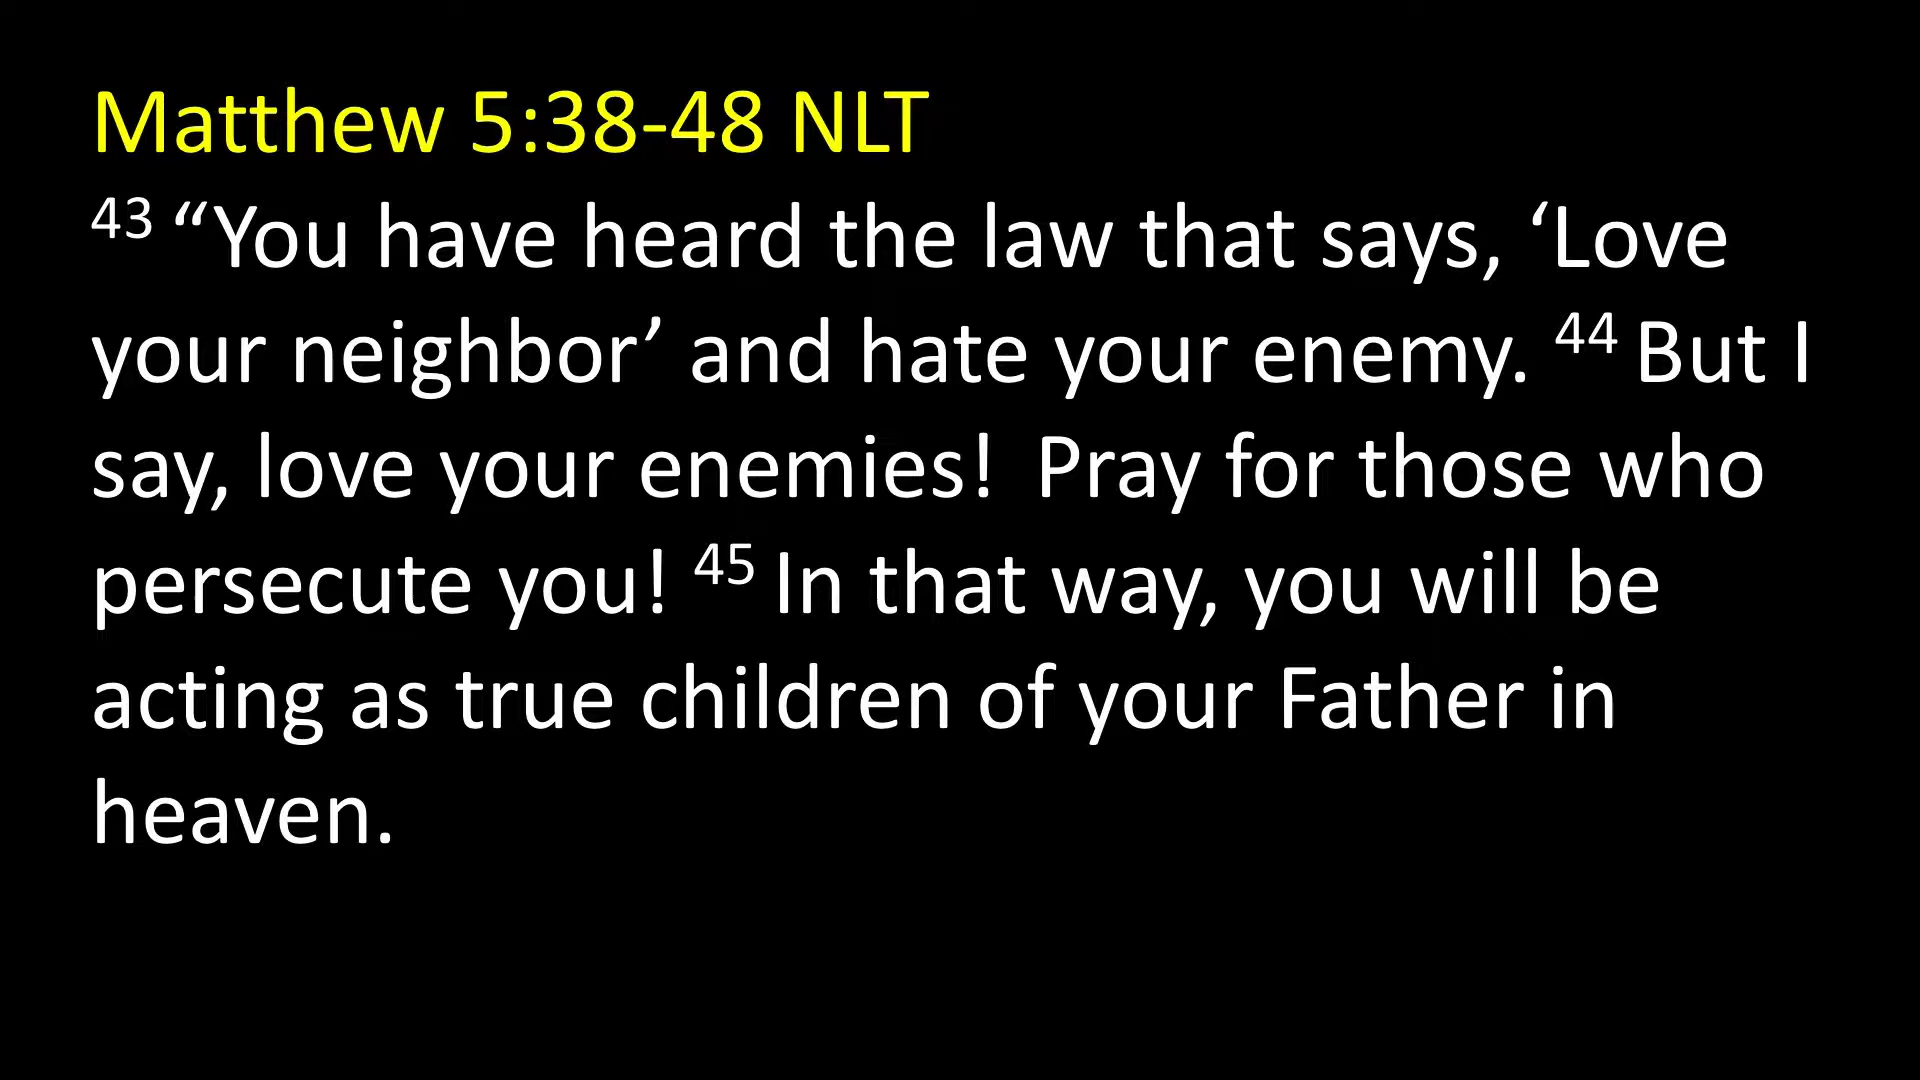 Matthew 5:38-48 NLT
43 “You have heard the law that says, ‘Love
your neighbor’ and hate your enemy. 44 But I
say, love your enemies!  Pray for those who
persecute you! 45 In that way, you will be
acting as true children of your Father in
heaven.